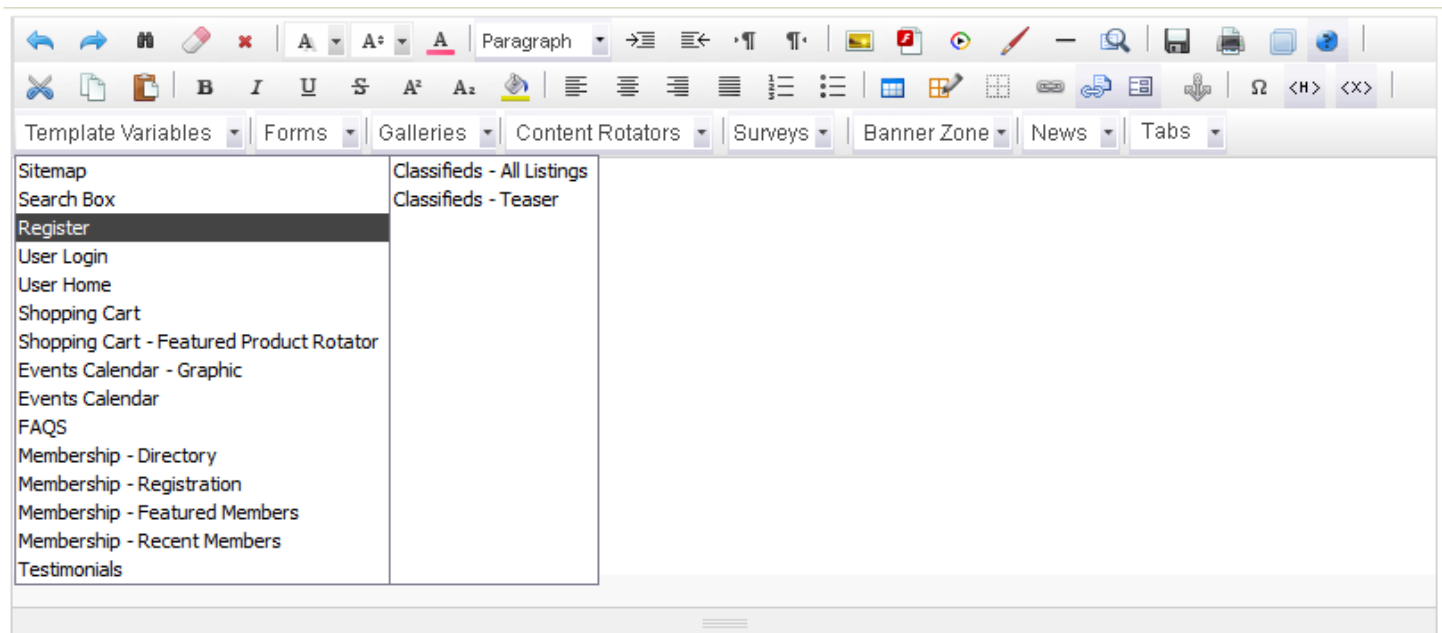 A A Paragraph
B I U S A² A₂ Ω <H> <X>
Template Variables Forms Galleries Content Rotators Surveys Banner Zone News Tabs
Sitemap Classifieds - All Listings
Search Box Classifieds - Teaser
Register
User Login
User Home
Shopping Cart
Shopping Cart - Featured Product Rotator
Events Calendar - Graphic
Events Calendar
FAQS
Membership - Directory
Membership - Registration
Membership - Featured Members
Membership - Recent Members
Testimonials